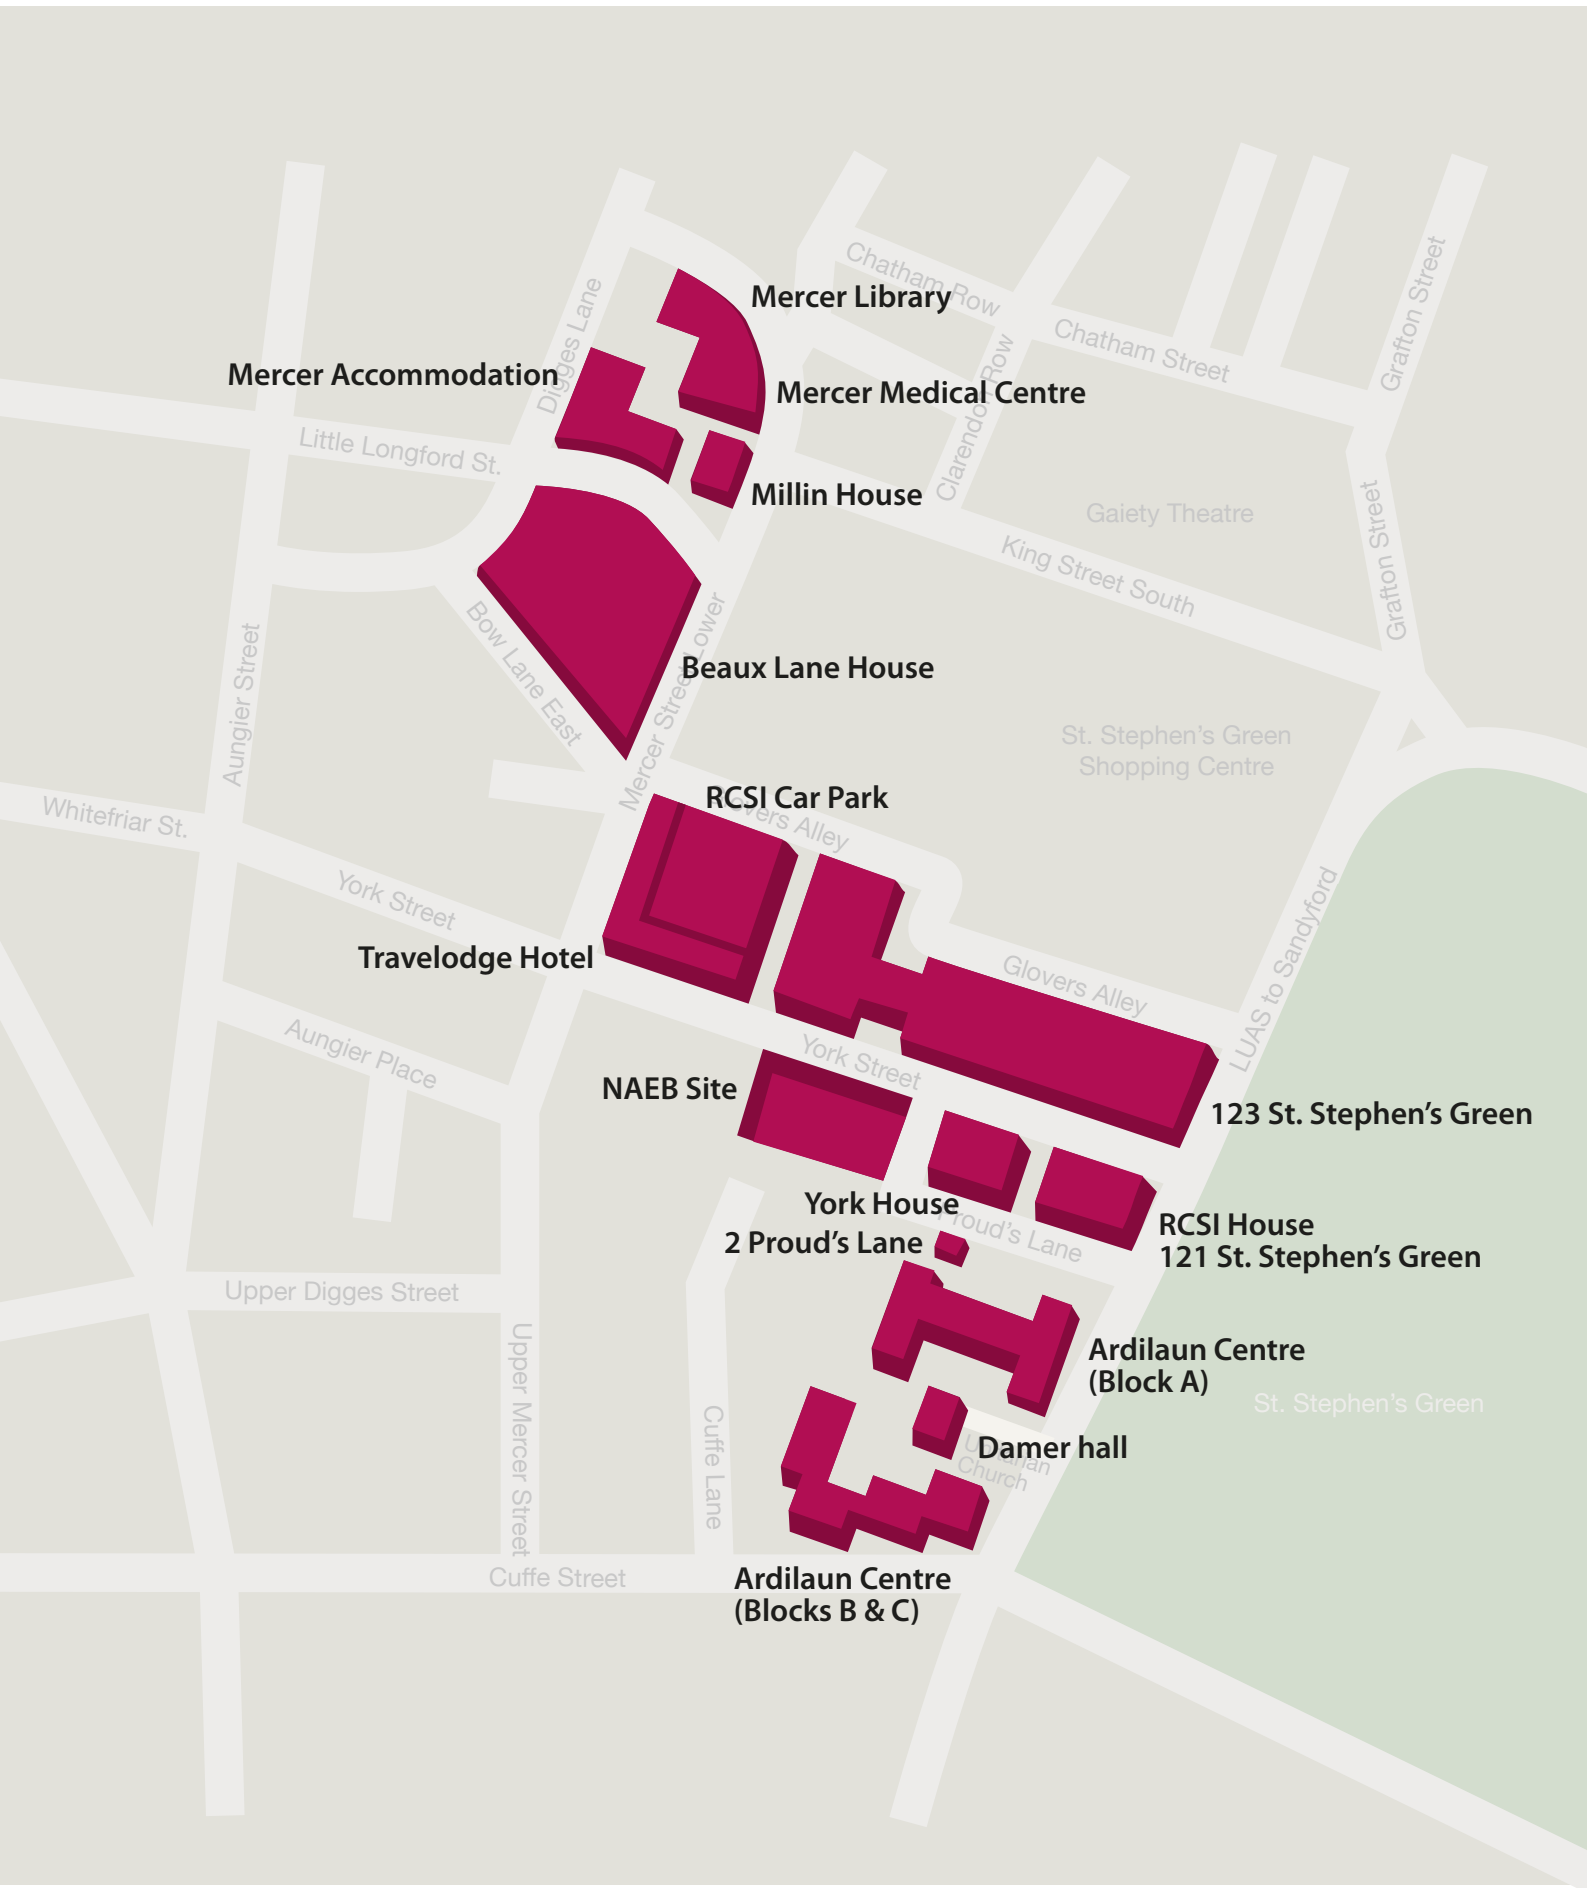 Chatham Row
Mercer Library
Digges Lane
Grafton Street
Chatham Street
Mercer Accommodation
Mercer Medical Centre
Clarendon Row
Little Longford St.
Millin House
Gaiety Theatre
Grafton Street
King Street South
Bow Lane East
Mercer Street Lower
Aungier Street
Beaux Lane House
St. Stephen's Green
Shopping Centre
RCSI Car Park
Glovers Alley
Whitefriar St.
York Street
Travelodge Hotel
Glovers Alley
LUAS to Sandyford
Aungier Place
York Street
NAEB Site
123 St. Stephen's Green
York House
Proud's Lane
2 Proud's Lane
RCSI House
121 St. Stephen's Green
Upper Digges Street
Upper Mercer Street
Ardilaun Centre
(Block A)
St. Stephen's Green
Cuffe Lane
Damer hall
Unitarian
Church
Cuffe Street
Ardilaun Centre
(Blocks B & C)